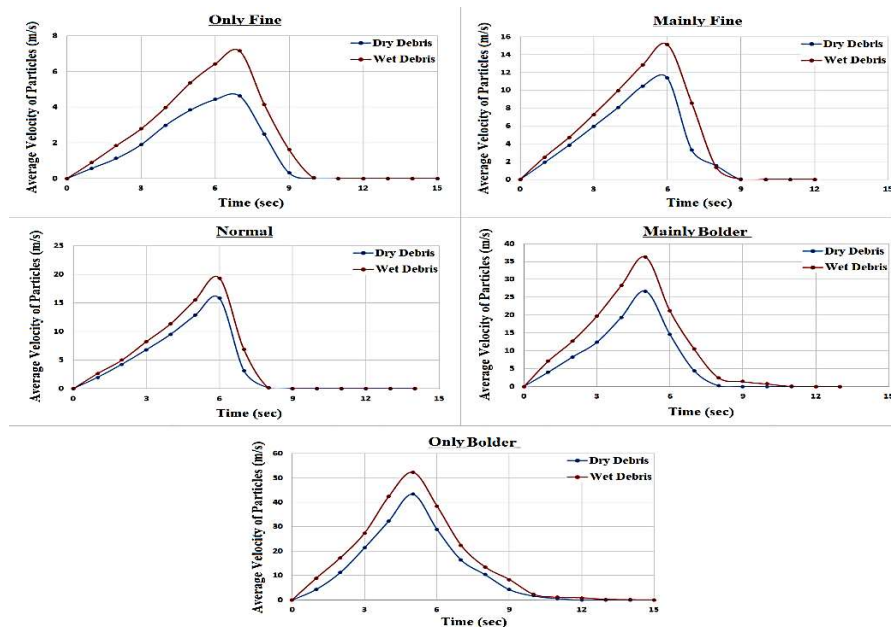 Only Fine
Average Velocity of Particles (m/s)
8
6
4
2
0
Dry Debris
Wet Debris
0 3 6 9 12 15
Time (sec)
Mainly Fine
Average Velocity of Particles (m/s)
16
14
12
10
8
6
4
2
0
Dry Debris
Wet Debris
0 3 6 9 12
Time (sec)
Normal
Average Velocity of Particles (m/s)
25
20
15
10
5
0
Dry Debris
Wet Debris
0 3 6 9 12 15
Time (sec)
Mainly Bolder
Average Velocity of Particles (m/s)
40
35
30
25
20
15
10
5
0
Dry Debris
Wet Debris
0 3 6 9 12 15
Time (sec)
Only Bolder
Average Velocity of Particles (m/s)
60
50
40
30
20
10
0
Dry Debris
Wet Debris
0 3 6 9 12 15
Time (sec)